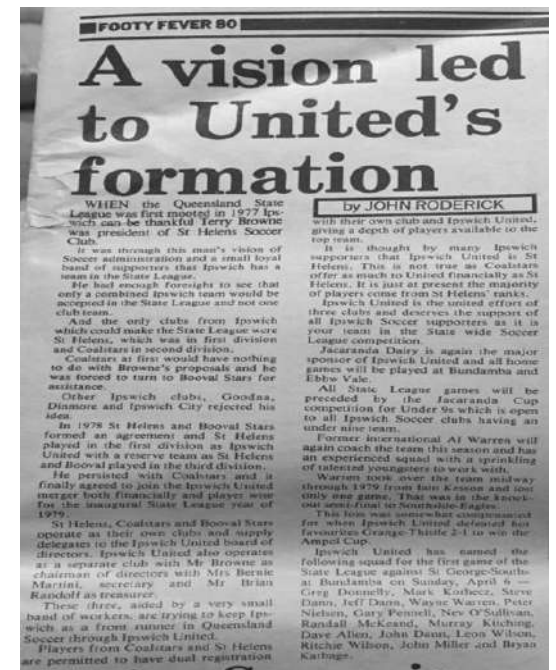 FOOTY FEVER 80
A vision led
to United's
formation
by JOHN RODERICK
WHEN the Queensland State
League was first mooted in 1977 Ips-
wich can be thankful Terry Browne
was president of St Helens Soccer
Club.
It was through this man's vision of
Soccer administration and a small loyal
band of supporters that Ipswich has a
team in the State League.
He had enough foresight to see that
only a combined Ipswich team would be
accepted in the State League and not one
club team.
And the only clubs from Ipswich
which could make the State League were
St Helens, which was in first division
and Coalstars in second division.
Coalstars at first would have nothing
to do with Browne's proposals and he
was forced to turn to Booval Stars for
assistance.
Other Ipswich clubs, Goodna,
Dinmore and Ipswich City rejected his
idea.
In 1978 St Helens and Booval Stars
formed an agreement and St Helens
played in the first division as Ipswich
United with a reserve team as St Helens
and Booval played in the third division.
He persisted with Coalstars and
finally agreed to join the Ipswich United
merger both financially and player wise
for the inaugural State League year of
1979.
St Helens, Coalstars and Booval Stars
operate as their own clubs and supply
delegates to the Ipswich United board of
directors. Ipswich United also operates
as a separate club with Mr Browne as
chairman of directors with Mrs Bernie
Martini, secretary and Mr Brian
Randolf as treasurer.
These three, aided by a very small
band of workers, are trying to keep Ips-
wich as a front runner in Queensland
Soccer through Ipswich United.
Players from Coalstars and St Helens
are permitted to have dual registration
with their own club and Ipswich United,
giving a depth of players available to the
top team.
It is thought by many Ipswich
supporters that Ipswich United is St
Helens. This is not true as Coalstars
offer as much to United financially as St
Helens. It is just at present the majority
of players come from St Helens' ranks.
Ipswich United is the united effort of
three clubs and deserves the support of
all Ipswich Soccer supporters as it is
your team in the State wide Soccer
League competition.
Jacaranda Dairy is again the major
sponsor of Ipswich United and all home
games will be played at Bundamba and
Ebbw Vale.
All State League games will be
preceded by the Jacaranda Cup
competition for Under 9s which is open
to all Ipswich Soccer clubs having an
under nine team.
Former international Al Warren will
again coach the team this season and has
an experienced squad with a sprinkling
of talented youngsters to work with.
Warren took over the team midway
through 1979 from Iain Kesson and lost
only one game. That was in the knock-
out semi-final to Southside-Eagles.
This loss was somewhat compensated
for when Ipswich United defeated hot
favourites Grange-Thistle 2-1 to win the
Ampol Cup.
Ipswich United has named the
following squad for the first game of the
State League against St George-Souths
at Bundamba on Sunday, April 6 —
Greg Donnelly, Mark
Dann, Jeff Dann, Wayne Warren, Peter
Nielsen, Gary Nev O'Sullivan,
Randall McKeand, Murray Kitching,
Dave Allen, John Dann, Leon Wilson,
Ritchie Wilson, John Miller and Bryan